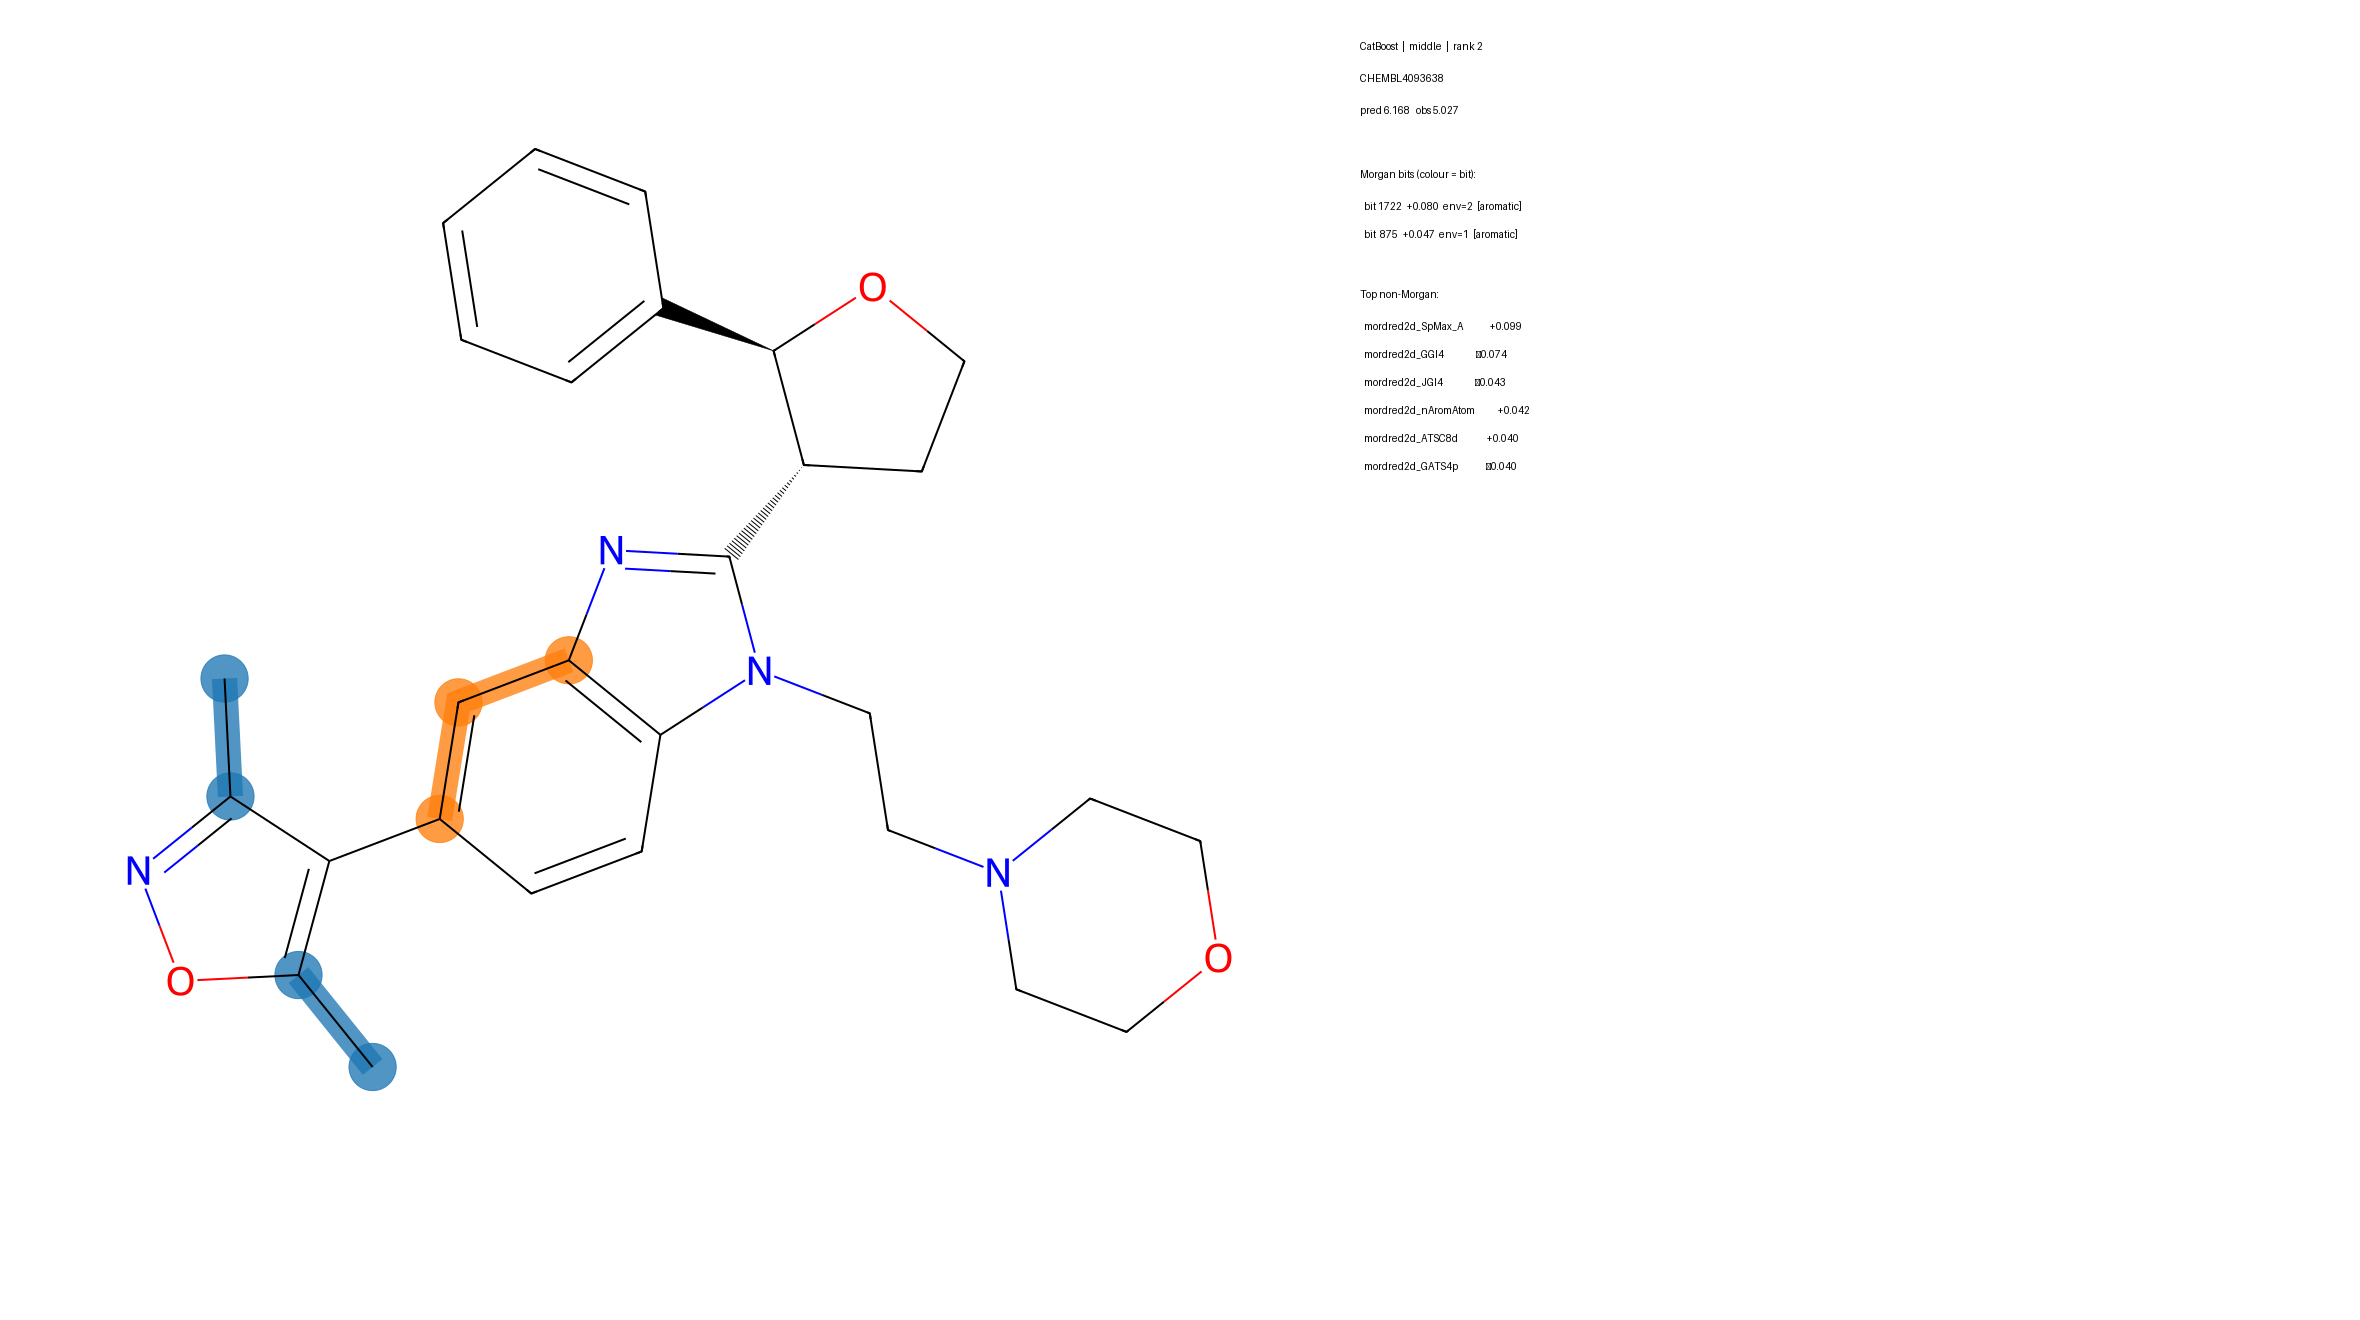 CatBoost | middle | rank 2
CHEMBL4093638
pred 6.168 obs 5.027
Morgan bits (colour = bit):
bit 1722 +0.080 env=2 [aromatic]
bit 875 +0.047 env=1 [aromatic]
O
Top non-Morgan:
mordred2d_SpMax_A +0.099
mordred2d_GGI4 ▯0.074
mordred2d_JGI4 ▯0.043
mordred2d_nAromAtom +0.042
mordred2d_ATSC8d +0.040
mordred2d_GATS4p ▯0.040
N
N
N
N
O
O